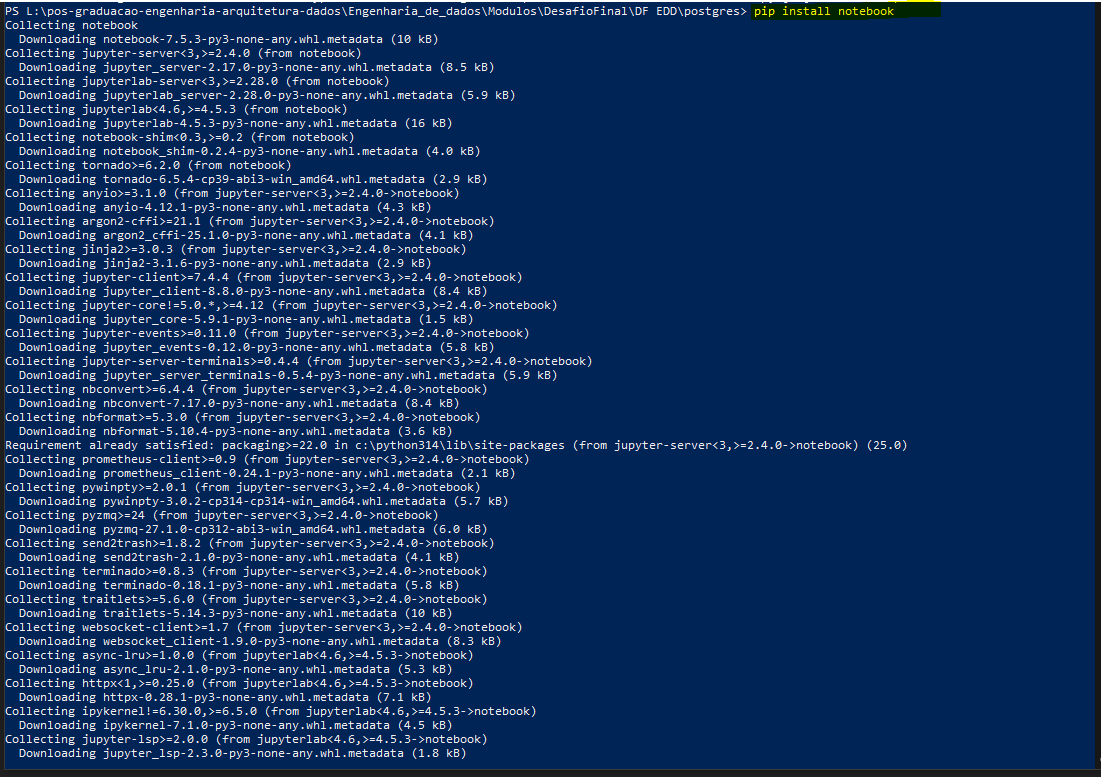 PS L:\pos-graduacao-engenharia-arquitetura-dados\Engenharia_de_dados\Modulos\DesafioFinal\DF EDD\postgres> pip install notebook
Collecting notebook
  Downloading notebook-7.5.3-py3-none-any.whl.metadata (10 kB)
Collecting jupyter-server<3,>=2.4.0 (from notebook)
  Downloading jupyter_server-2.17.0-py3-none-any.whl.metadata (8.5 kB)
Collecting jupyterlab-server<3,>=2.28.0 (from notebook)
  Downloading jupyterlab_server-2.28.0-py3-none-any.whl.metadata (5.9 kB)
Collecting jupyterlab<4.6,>=4.5.3 (from notebook)
  Downloading jupyterlab-4.5.3-py3-none-any.whl.metadata (16 kB)
Collecting notebook-shim<0.3,>=0.2 (from notebook)
  Downloading notebook_shim-0.2.4-py3-none-any.whl.metadata (4.0 kB)
Collecting tornado>=6.2.0 (from notebook)
  Downloading tornado-6.5.4-cp39-abi3-win_amd64.whl.metadata (2.9 kB)
Collecting anyio>=3.1.0 (from jupyter-server<3,>=2.4.0->notebook)
  Downloading anyio-4.12.1-py3-none-any.whl.metadata (4.3 kB)
Collecting argon2-cffi>=21.1 (from jupyter-server<3,>=2.4.0->notebook)
  Downloading argon2_cffi-25.1.0-py3-none-any.whl.metadata (4.1 kB)
Collecting jinja2>=3.0.3 (from jupyter-server<3,>=2.4.0->notebook)
  Downloading jinja2-3.1.6-py3-none-any.whl.metadata (2.9 kB)
Collecting jupyter-client>=7.4.4 (from jupyter-server<3,>=2.4.0->notebook)
  Downloading jupyter_client-8.8.0-py3-none-any.whl.metadata (8.4 kB)
Collecting jupyter-core!=5.0.*,>=4.12 (from jupyter-server<3,>=2.4.0->notebook)
  Downloading jupyter_core-5.9.1-py3-none-any.whl.metadata (1.5 kB)
Collecting jupyter-events>=0.11.0 (from jupyter-server<3,>=2.4.0->notebook)
  Downloading jupyter_events-0.12.0-py3-none-any.whl.metadata (5.8 kB)
Collecting jupyter-server-terminals>=0.4.4 (from jupyter-server<3,>=2.4.0->notebook)
  Downloading jupyter_server_terminals-0.5.4-py3-none-any.whl.metadata (5.9 kB)
Collecting nbconvert>=6.4.4 (from jupyter-server<3,>=2.4.0->notebook)
  Downloading nbconvert-7.17.0-py3-none-any.whl.metadata (8.4 kB)
Collecting nbformat>=5.3.0 (from jupyter-server<3,>=2.4.0->notebook)
  Downloading nbformat-5.10.4-py3-none-any.whl.metadata (3.6 kB)
Requirement already satisfied: packaging>=22.0 in c:\python314\lib\site-packages (from jupyter-server<3,>=2.4.0->notebook) (25.0)
Collecting prometheus-client>=0.9 (from jupyter-server<3,>=2.4.0->notebook)
  Downloading prometheus_client-0.24.1-py3-none-any.whl.metadata (2.1 kB)
Collecting pywinpty>=2.0.1 (from jupyter-server<3,>=2.4.0->notebook)
  Downloading pywinpty-3.0.2-cp314-cp314-win_amd64.whl.metadata (5.7 kB)
Collecting pyzmq>=24 (from jupyter-server<3,>=2.4.0->notebook)
  Downloading pyzmq-27.1.0-cp312-abi3-win_amd64.whl.metadata (6.0 kB)
Collecting send2trash>=1.8.2 (from jupyter-server<3,>=2.4.0->notebook)
  Downloading send2trash-2.1.0-py3-none-any.whl.metadata (4.1 kB)
Collecting terminado>=0.8.3 (from jupyter-server<3,>=2.4.0->notebook)
  Downloading terminado-0.18.1-py3-none-any.whl.metadata (5.8 kB)
Collecting traitlets>=5.6.0 (from jupyter-server<3,>=2.4.0->notebook)
  Downloading traitlets-5.14.3-py3-none-any.whl.metadata (10 kB)
Collecting websocket-client>=1.7 (from jupyter-server<3,>=2.4.0->notebook)
  Downloading websocket_client-1.9.0-py3-none-any.whl.metadata (8.3 kB)
Collecting async-lru>=1.0.0 (from jupyterlab<4.6,>=4.5.3->notebook)
  Downloading async_lru-2.1.0-py3-none-any.whl.metadata (5.3 kB)
Collecting httpx<1,>=0.25.0 (from jupyterlab<4.6,>=4.5.3->notebook)
  Downloading httpx-0.28.1-py3-none-any.whl.metadata (7.1 kB)
Collecting ipykernel!=6.30.0,>=6.5.0 (from jupyterlab<4.6,>=4.5.3->notebook)
  Downloading ipykernel-7.1.0-py3-none-any.whl.metadata (4.5 kB)
Collecting jupyter-lsp>=2.0.0 (from jupyterlab<4.6,>=4.5.3->notebook)
  Downloading jupyter_lsp-2.3.0-py3-none-any.whl.metadata (1.8 kB)